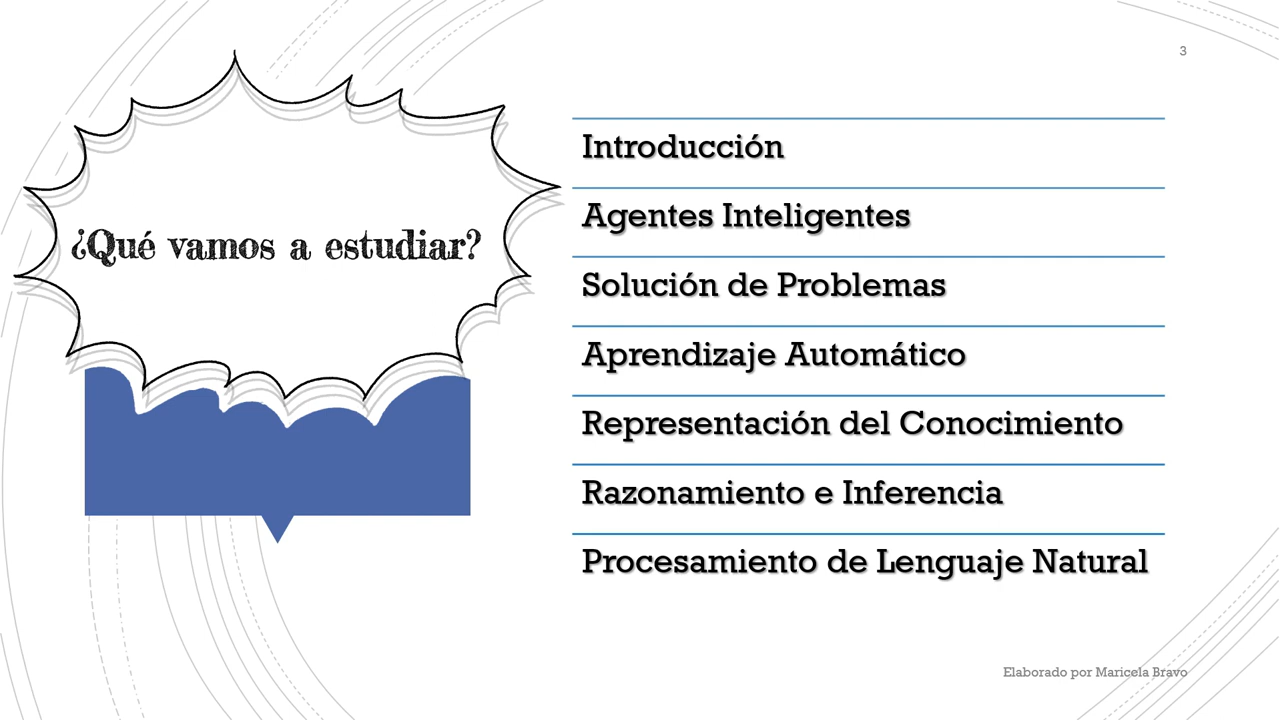 3
¿Qué vamos a estudiar?
Introducción
Agentes Inteligentes
Solución de Problemas
Aprendizaje Automático
Representación del Conocimiento
Razonamiento e Inferencia
Procesamiento de Lenguaje Natural
Elaborado por Maricela Bravo